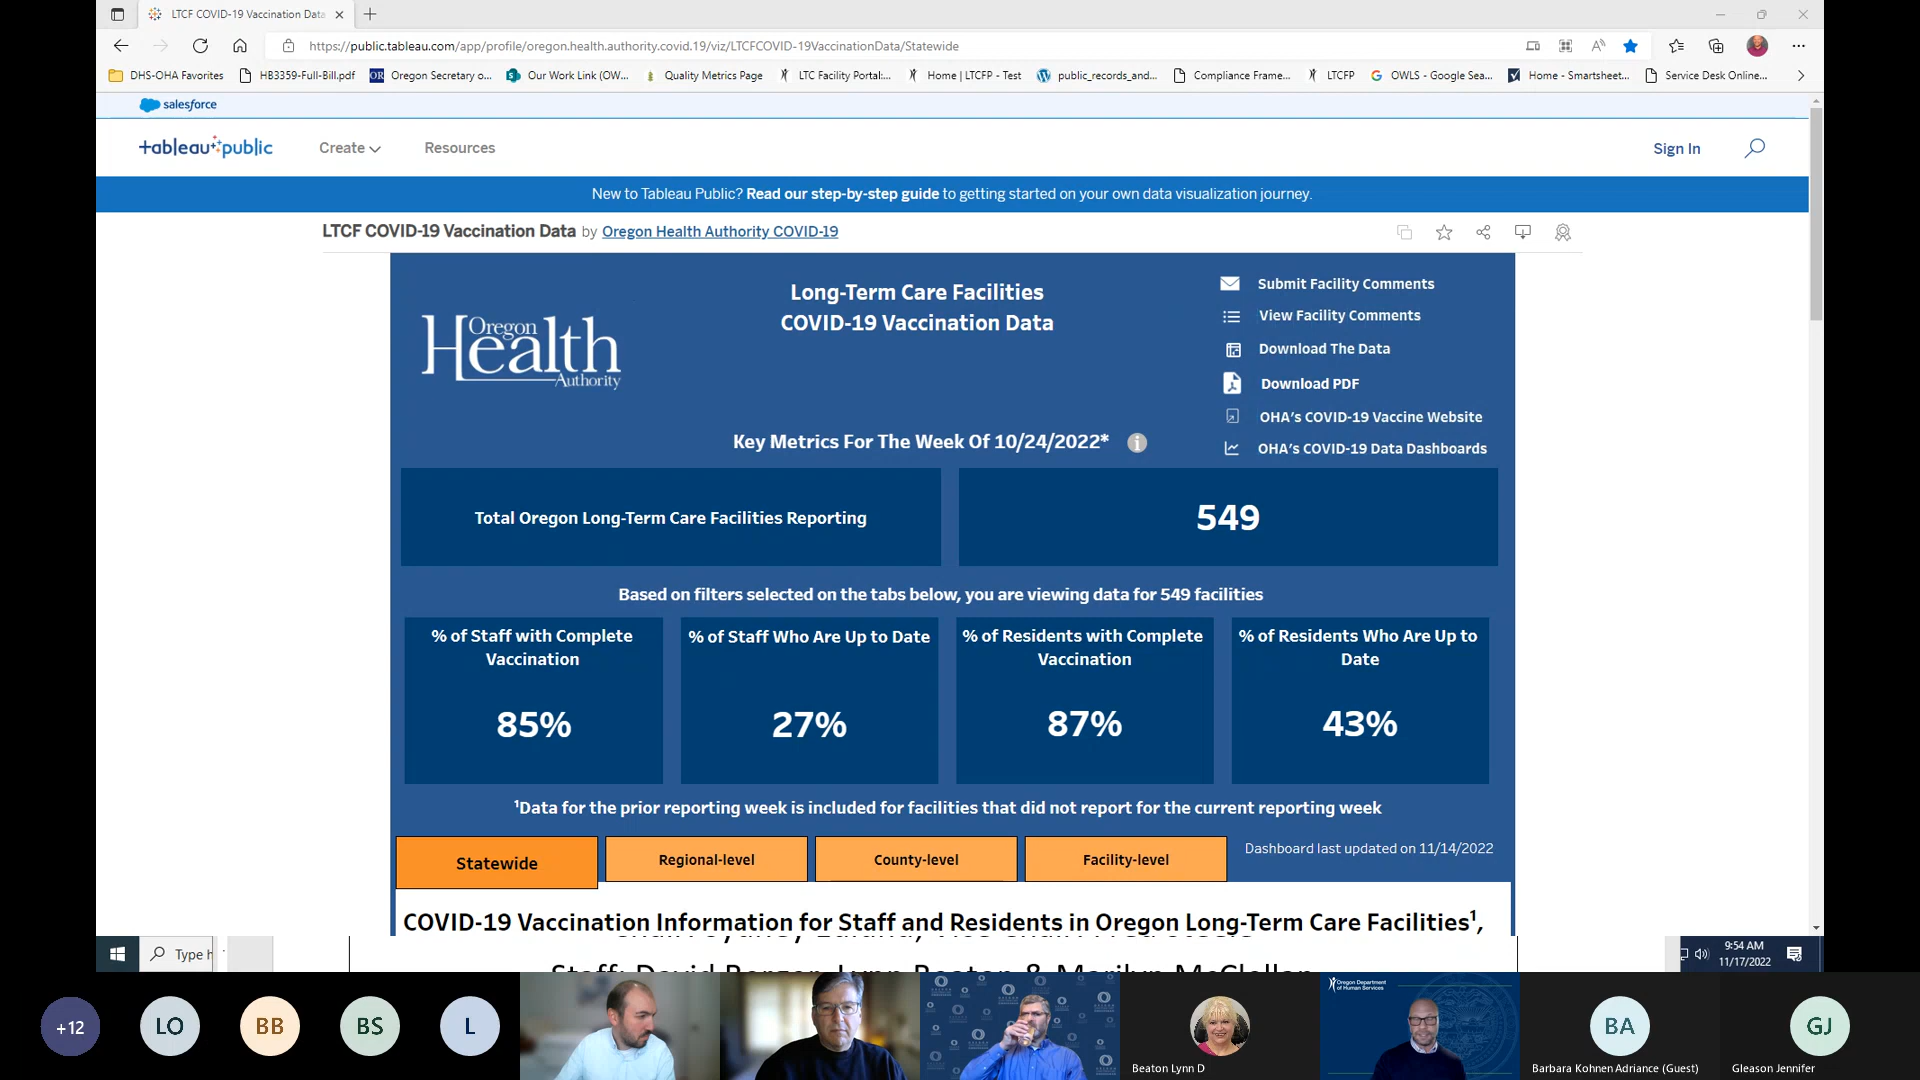 LTCF COVID-19 Vaccination Data
https://public.tableau.com/app/profile/oregon.health.authority.covid.19/viz/LTCFCOVID-19VaccinationData/Statewide
DHS-OHA Favorites HB3359-Full-Bill.pdf OR Oregon Secretary o... Our Work Link (OW... Quality Metrics Page LTC Facility Portal:... Home | LTCFP - Test public_records_and... Compliance Frame... LTCFP OWLS - Google Sea... Home - Smartsheet... Service Desk Online...
salesforce
+tableau public Create Resources Sign In
New to Tableau Public? Read our step-by-step guide to getting started on your own data visualization journey.
LTCF COVID-19 Vaccination Data by Oregon Health Authority COVID-19
Oregon
Health
Authority
Long-Term Care Facilities
COVID-19 Vaccination Data
Submit Facility Comments
View Facility Comments
Download The Data
Download PDF
OHA's COVID-19 Vaccine Website
OHA's COVID-19 Data Dashboards
Key Metrics For The Week Of 10/24/2022*
Total Oregon Long-Term Care Facilities Reporting 549
Based on filters selected on the tabs below, you are viewing data for 549 facilities
% of Staff with Complete
Vaccination
85%
% of Staff Who Are Up to Date
27%
% of Residents with Complete
Vaccination
87%
% of Residents Who Are Up to
Date
43%
¹Data for the prior reporting week is included for facilities that did not report for the current reporting week
Statewide Regional-level County-level Facility-level Dashboard last updated on 11/14/2022
COVID-19 Vaccination Information for Staff and Residents in Oregon Long-Term Care Facilities¹,
Type h
9:54 AM
11/17/2022
Staff: David Lynn Beaton & Marilyn McClellan
+12 LO BB BS L
Oregon Department
of Human Services
BA GJ
Beaton Lynn D Barbara Kohnen Adriance (Guest) Gleason Jennifer